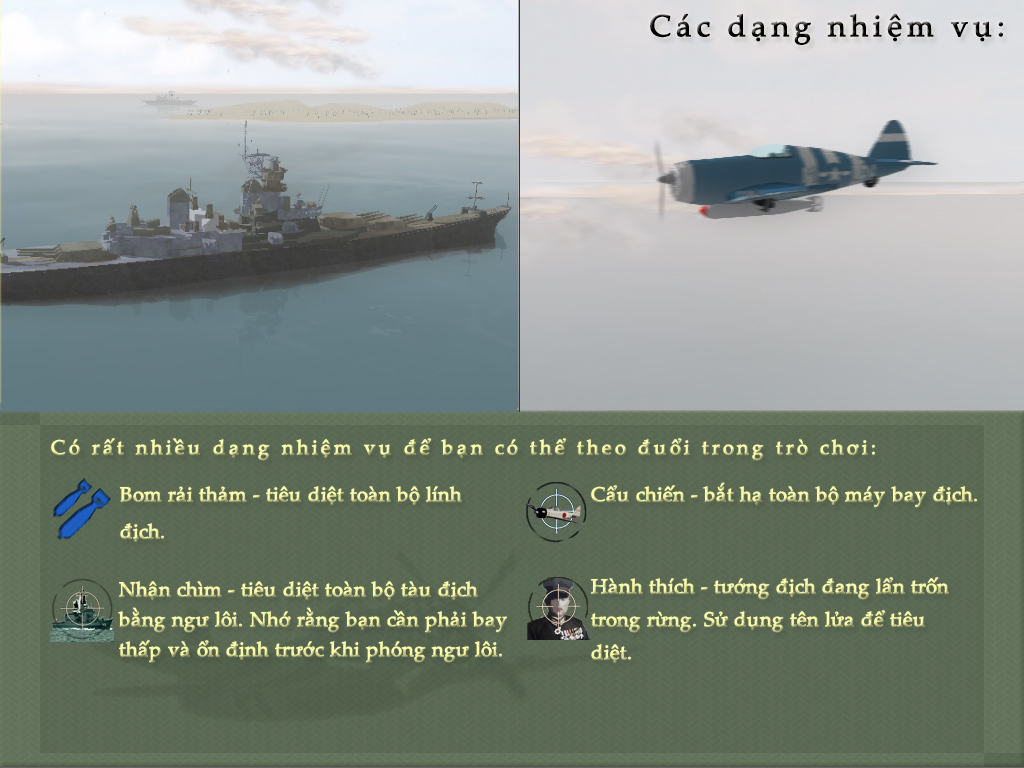 Các dạng nhiệm vụ:
Có rất nhiều dạng nhiệm vụ để bạn có thể theo đuổi trong trò chơi:
Bom rải thảm - tiêu diệt toàn bộ lính
địch.
Cẩu chiến - bắt hạ toàn bộ máy bay địch.
Nhận chìm - tiêu diệt toàn bộ tàu địch
bằng ngư lôi. Nhớ rằng bạn cần phải bay
thấp và ổn định trước khi phóng ngư lôi.
Hành thích - tướng địch đang lẩn trốn
trong rừng. Sử dụng tên lửa để tiêu
diệt.